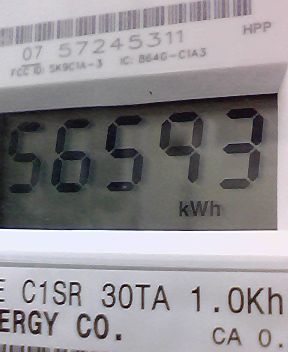 HPP
07 57245311
FCC ID: SK9C1A-3 IC: 864G-C1A3
56593
kWh
E C1SR 30TA 1.0Kh
ERGY CO. CA 0.